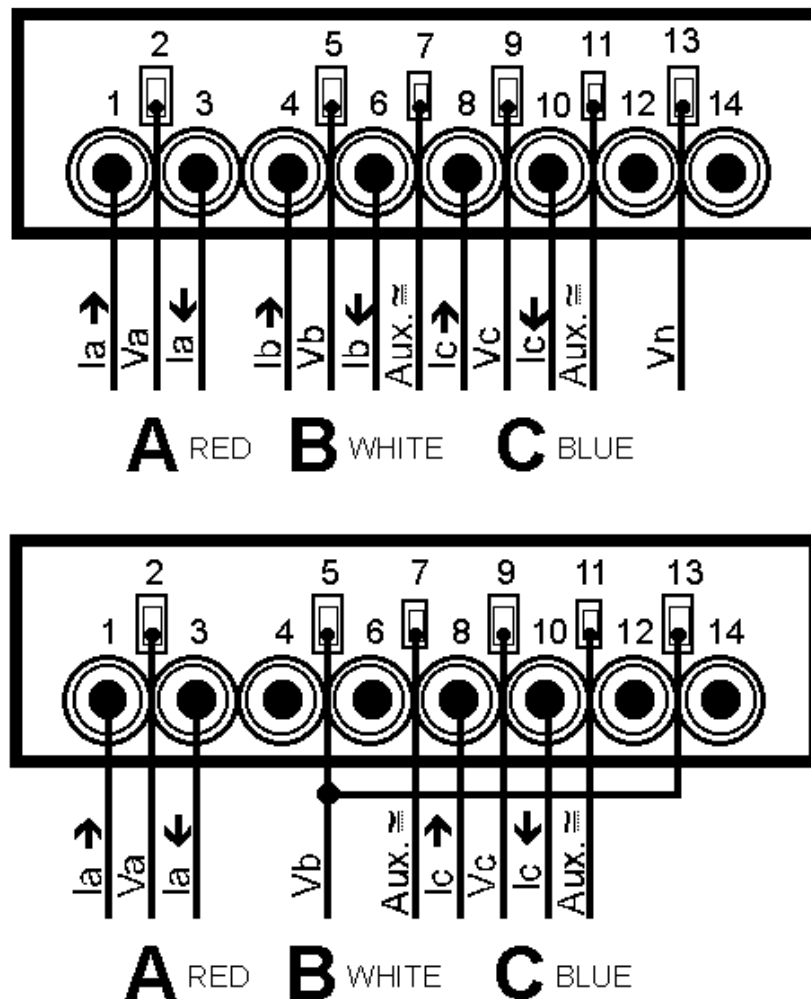 2 5 7 9 11 13
1 3 4 6 8 10 12 14
Ia Va Ia Ib Vb Ib Aux. ≂ Ic Vc Ic Aux. ≂ Vn
A RED B WHITE C BLUE
2 5 7 9 11 13
1 3 4 6 8 10 12 14
Ia Va Ia Vb Aux. ≂ Ic Vc Ic Aux. ≂
A RED B WHITE C BLUE